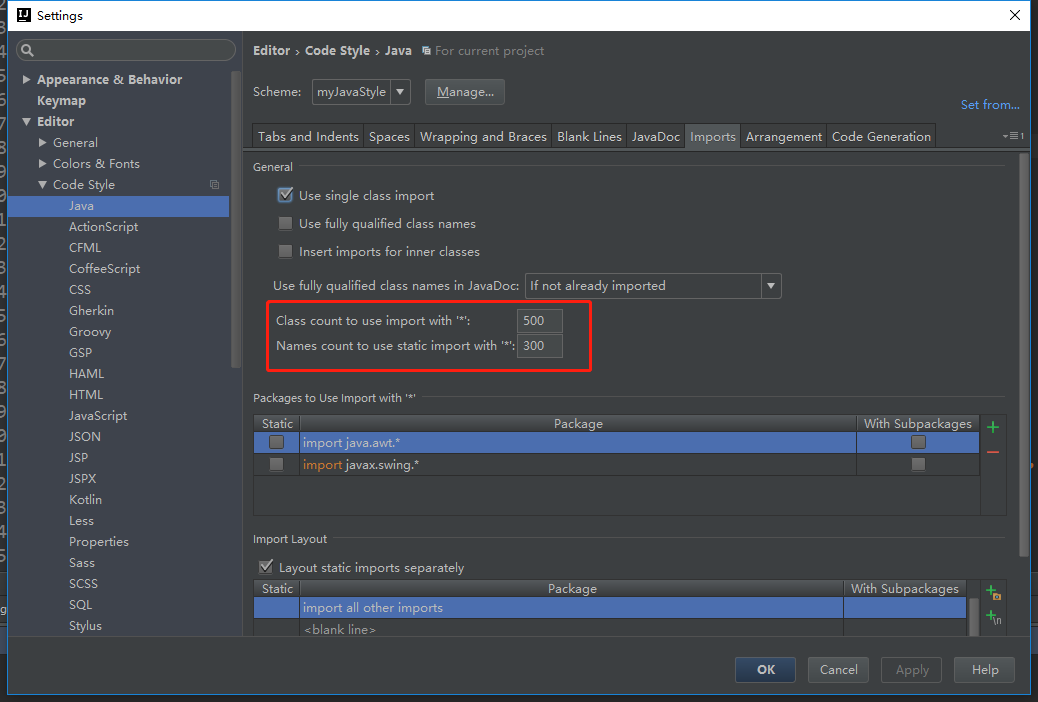 Settings
Appearance & Behavior
Keymap
Editor
General
Colors & Fonts
Code Style
Java
ActionScript
CFML
CoffeeScript
CSS
Gherkin
Groovy
GSP
HAML
HTML
JavaScript
JSON
JSP
JSPX
Kotlin
Less
Properties
Sass
SCSS
SQL
Stylus
Editor › Code Style › Java For current project
Scheme: myJavaStyle Manage...
Set from...
Tabs and Indents Spaces Wrapping and Braces Blank Lines JavaDoc Imports Arrangement Code Generation
General
Use single class import
Use fully qualified class names
Insert imports for inner classes
Use fully qualified class names in JavaDoc: If not already imported
Class count to use import with '*': 500
Names count to use static import with '*': 300
Packages to Use Import with '*'
Static Package With Subpackages
import java.awt.*
import javax.swing.*
Import Layout
Layout static imports separately
Static Package With Subpackages
import all other imports
<blank line>
OK Cancel Apply Help